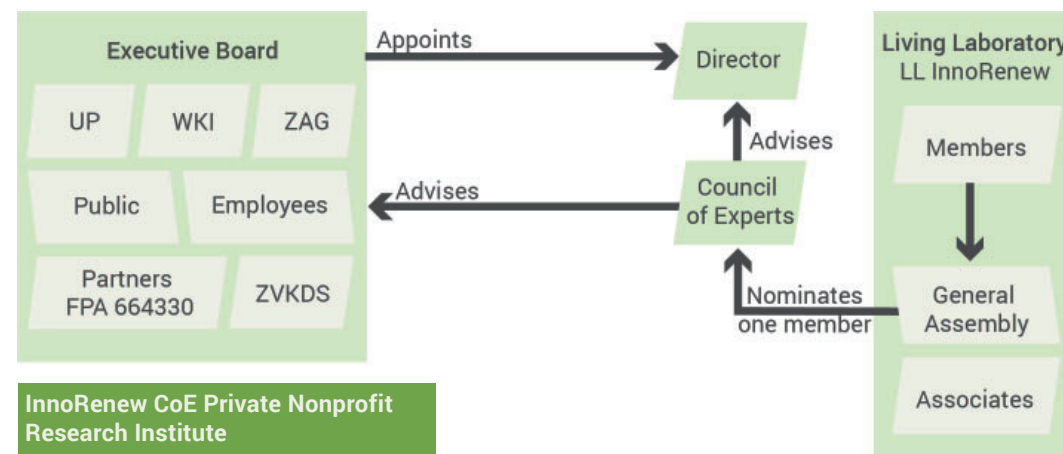 Executive Board
UP
WKI
ZAG
Public
Employees
Partners
FPA 664330
ZVKDS
InnoRenew CoE Private Nonprofit
Research Institute
Appoints
Director
Advises
Advises
Council
of Experts
Nominates
one member
Living Laboratory
LL InnoRenew
Members
General
Assembly
Associates